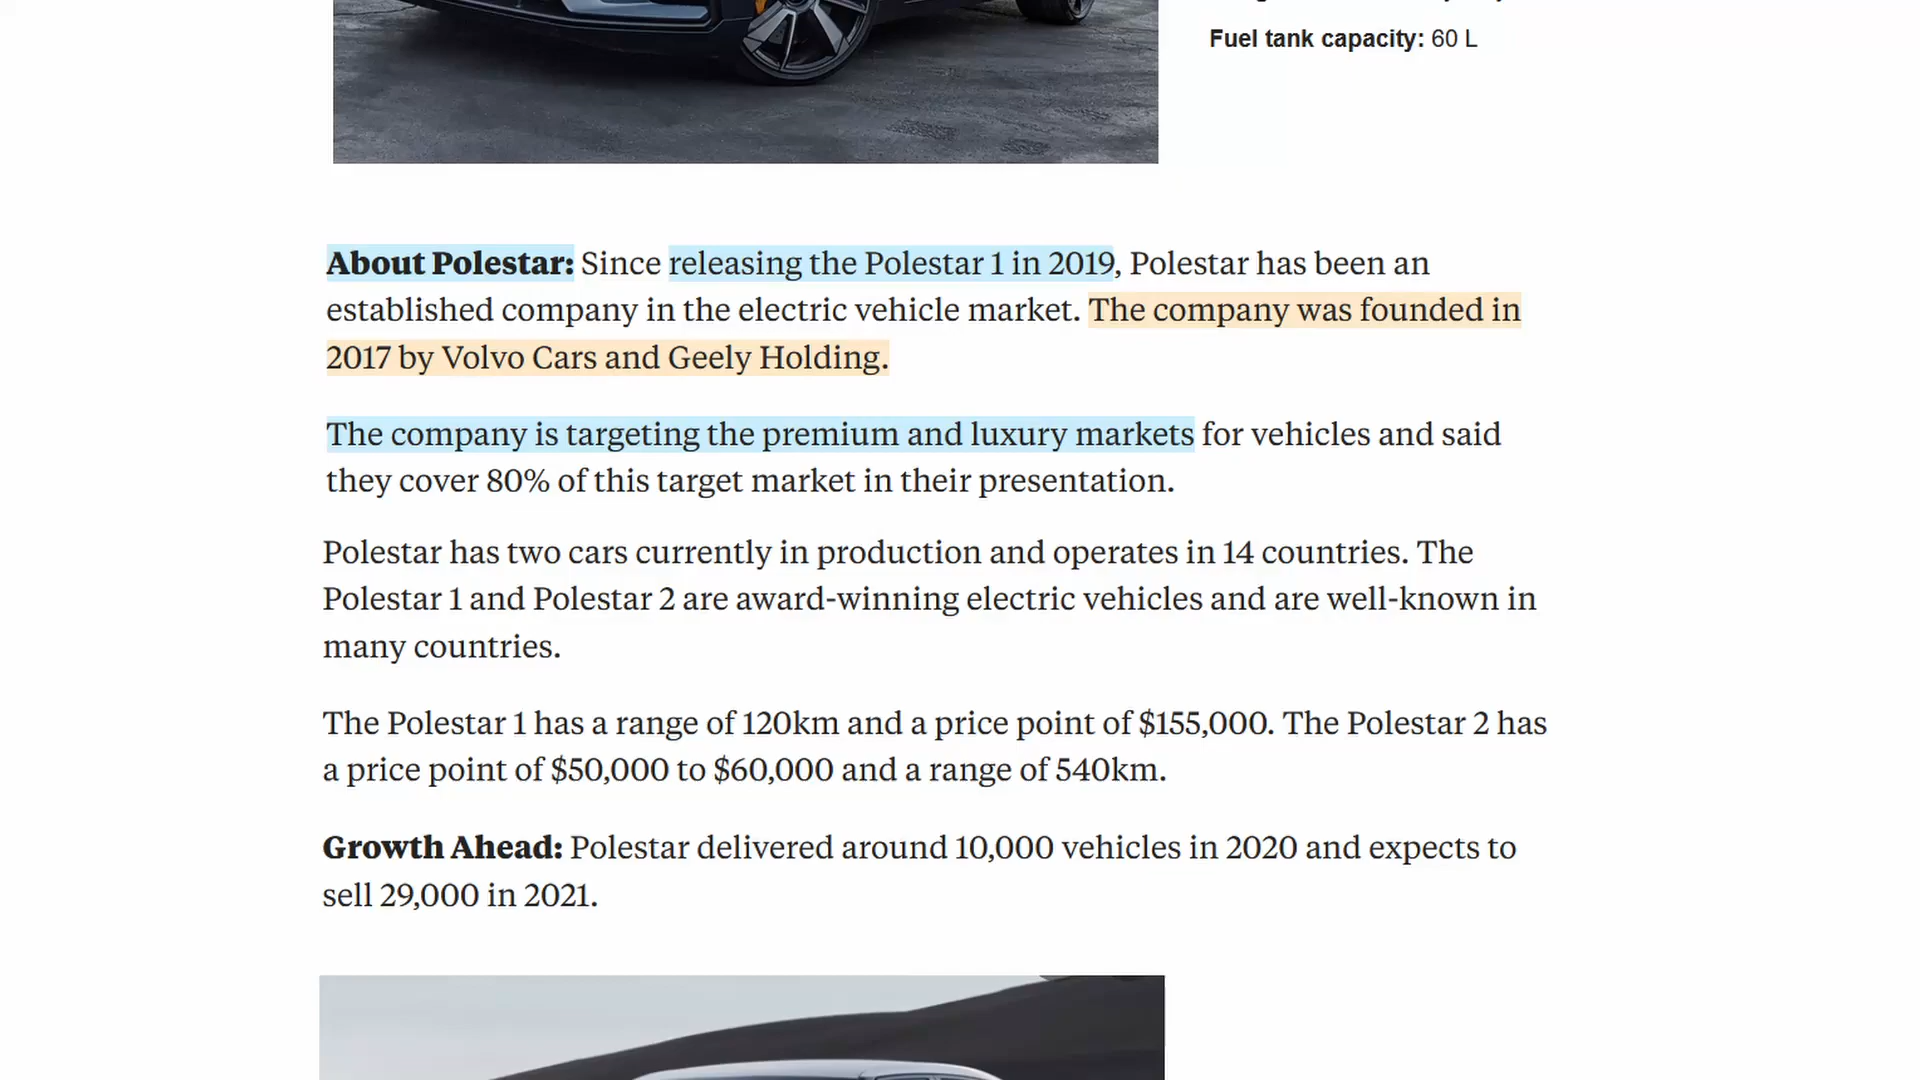 Fuel tank capacity: 60 L
About Polestar: Since releasing the Polestar 1 in 2019, Polestar has been an
established company in the electric vehicle market. The company was founded in
2017 by Volvo Cars and Geely Holding.
The company is targeting the premium and luxury markets for vehicles and said
they cover 80% of this target market in their presentation.
Polestar has two cars currently in production and operates in 14 countries. The
Polestar 1 and Polestar 2 are award-winning electric vehicles and are well-known in
many countries.
The Polestar 1 has a range of 120km and a price point of $155,000. The Polestar 2 has
a price point of $50,000 to $60,000 and a range of 540km.
Growth Ahead: Polestar delivered around 10,000 vehicles in 2020 and expects to
sell 29,000 in 2021.